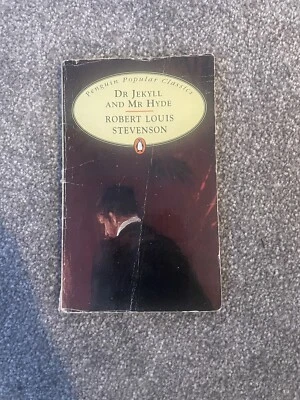 Penguin Popular Classics
DR JEKYLL
AND MR HYDE
ROBERT LOUIS
STEVENSON